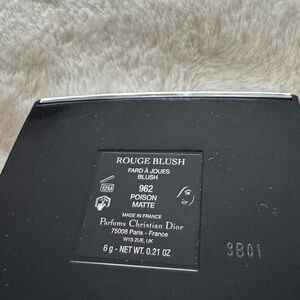 ROUGE BLUSH
FARD À JOUES
BLUSH
12M
962
POISON
MATTE
MADE IN FRANCE
Parfums Christian Dior
75008 Paris - France
W1S 2UE, UK
6 g - NET WT. 0.21 OZ
9B01